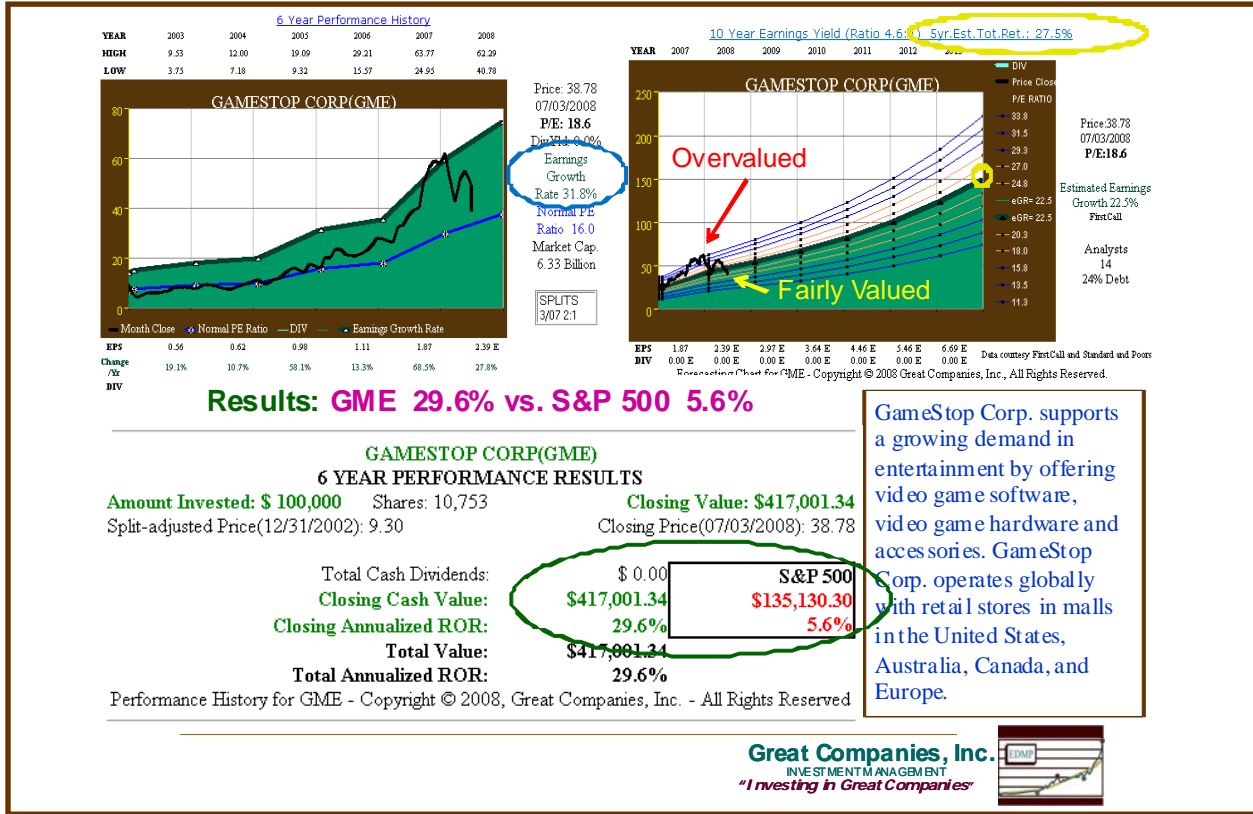 6 Year Performance History
YEAR 2003 2004 2005 2006 2007 2008
HIGH 9.53 12.00 19.09 29.21 63.77 62.29
LOW 3.75 7.18 9.32 15.57 24.95 40.78
GAMESTOP CORP(GME)
80
60
40
20
0
Month Close Normal PE Ratio DIV Earnings Growth Rate
EPS 0.56 0.62 0.98 1.11 1.87 2.39 E
Change /Yr 19.1% 10.7% 58.1% 13.3% 68.5% 27.8%
DIV
Price: 38.78
07/03/2008
P/E: 18.6
DivYld: 0.0%
Earnings
Growth
Rate 31.8%
Normal PE
Ratio 16.0
Market Cap.
6.33 Billion
SPLITS
3/07 2:1
10 Year Earnings Yield (Ratio 4.6: ) 5yr.Est.Tot.Ret.: 27.5%
YEAR 2007 2008 2009 2010 2011 2012
GAMESTOP CORP(GME)
250
200
150
100
50
0
Overvalued
Fairly Valued
DIV
Price Close
P/E RATIO
33.8
31.5
29.3
27.0
24.8
eGR= 22.5
eGR= 22.5
20.3
18.0
15.8
13.5
11.3
EPS 1.87 2.39 E 2.97 E 3.64 E 4.46 E 5.46 E 6.69 E
DIV 0.00 E 0.00 E 0.00 E 0.00 E 0.00 E 0.00 E 0.00 E
Data courtesy FirstCall and Standard and Poors
Forecasting Chart for GME - Copyright © 2008 Great Companies, Inc., All Rights Reserved.
Price:38.78
07/03/2008
P/E:18.6
Estimated Earnings
Growth 22.5%
FirstCall
Analysts
14
24% Debt
Results: GME 29.6% vs. S&P 500 5.6%
GAMESTOP CORP(GME)
6 YEAR PERFORMANCE RESULTS
Amount Invested: $ 100,000 Shares: 10,753 Closing Value: $417,001.34
Split-adjusted Price(12/31/2002): 9.30 Closing Price(07/03/2008): 38.78
Total Cash Dividends: $ 0.00 S&P 500
Closing Cash Value: $417,001.34 $135,130.30
Closing Annualized ROR: 29.6% 5.6%
Total Value: $417,001.34
Total Annualized ROR: 29.6%
Performance History for GME - Copyright © 2008, Great Companies, Inc. - All Rights Reserved
GameStop Corp. supports
a growing demand in
entertainment by offering
video game software,
video game hardware and
accessories. GameStop
Corp. operates globally
with retail stores in malls
in the United States,
Australia, Canada, and
Europe.
Great Companies, Inc.
INVESTMENT MANAGEMENT
"Investing in Great Companies"
EDMP